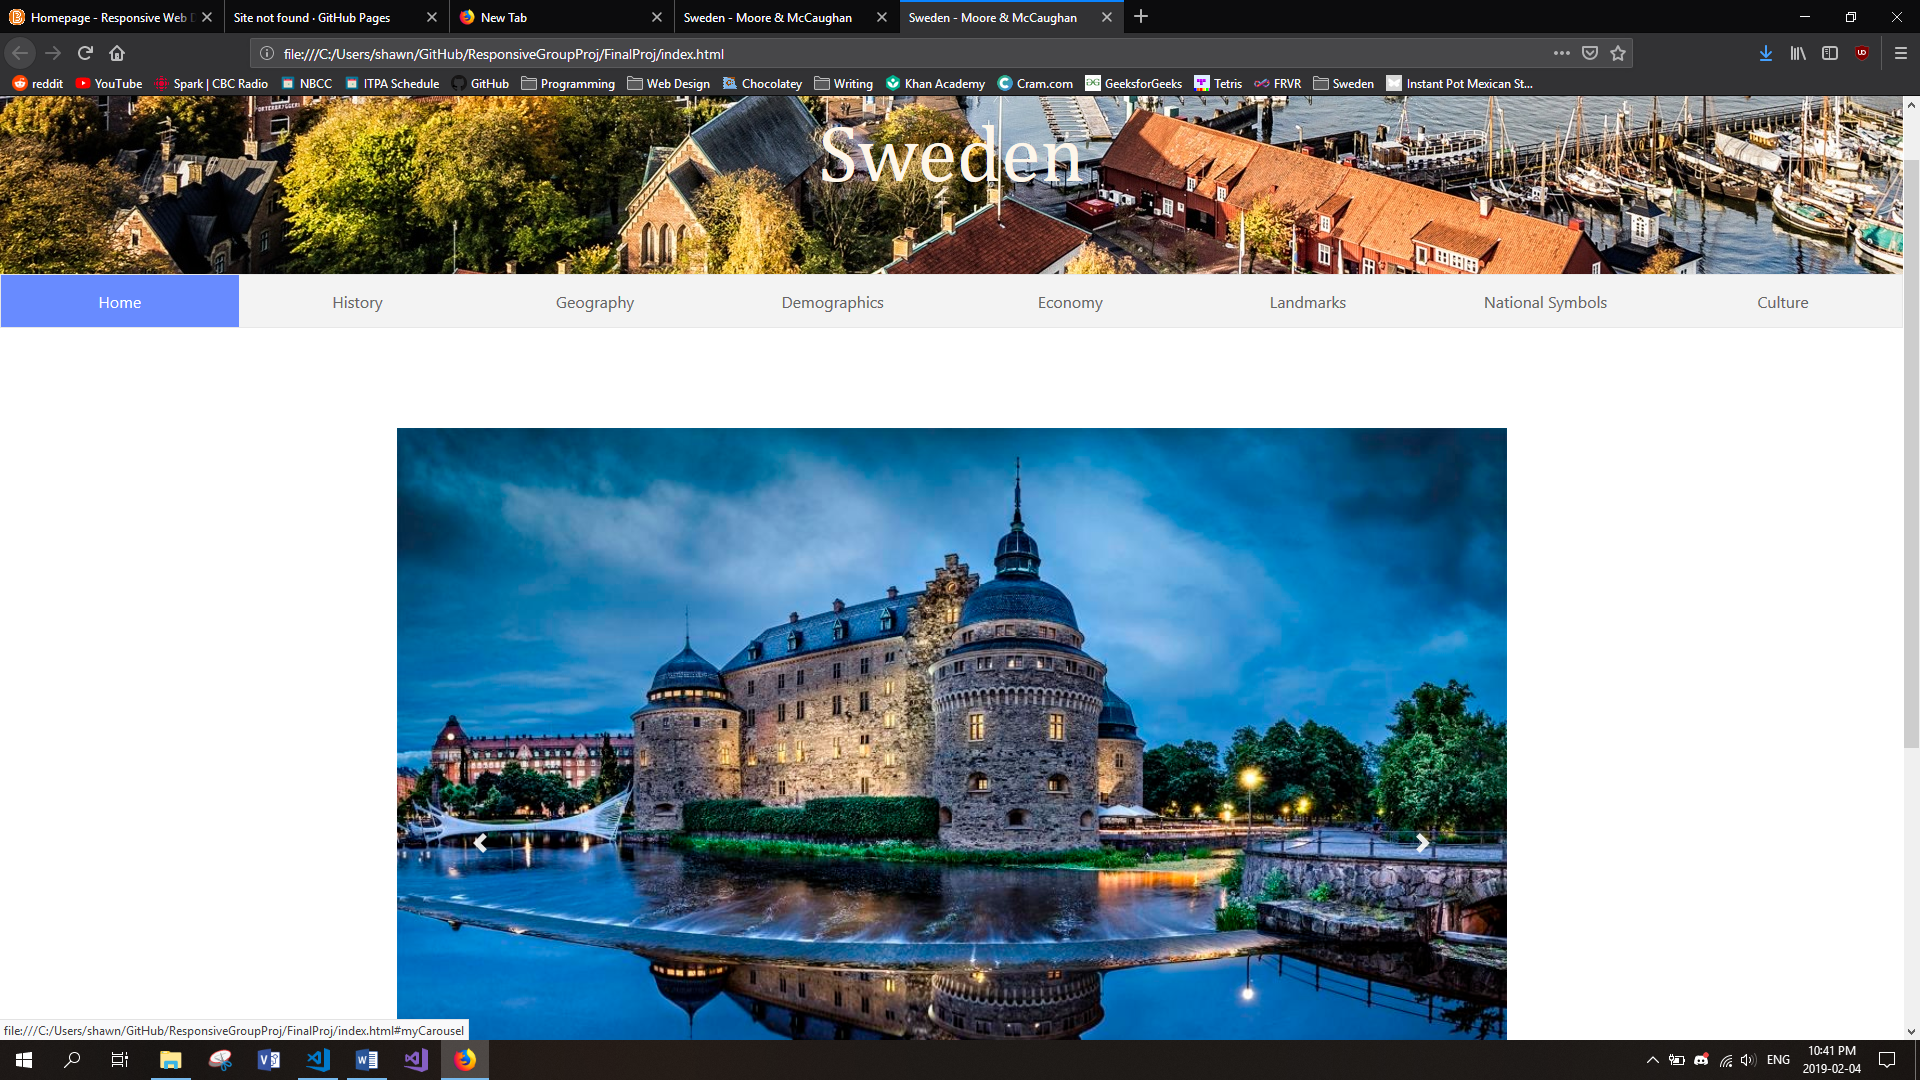 Homepage - Responsive Web D
Site not found · GitHub Pages
New Tab
Sweden - Moore & McCaughan
Sweden - Moore & McCaughan
file:///C:/Users/shawn/GitHub/ResponsiveGroupProj/FinalProj/index.html
reddit YouTube Spark | CBC Radio NBCC ITPA Schedule GitHub Programming Web Design Chocolatey Writing Khan Academy Cram.com GeeksforGeeks Tetris FRVR Sweden Instant Pot Mexican St...
Sweden
Home History Geography Demographics Economy Landmarks National Symbols Culture
file:///C:/Users/shawn/GitHub/ResponsiveGroupProj/FinalProj/index.html#myCarousel
ENG
10:41 PM
2019-02-04